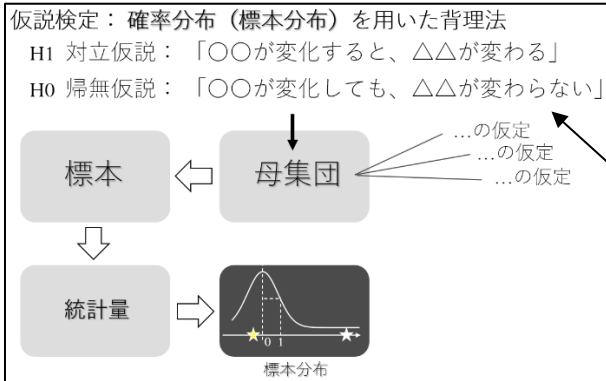 仮説検定： 確率分布（標本分布）を用いた背理法
H1 対立仮説： 「○○が変化すると、△△が変わる」
H0 帰無仮説： 「○○が変化しても、△△が変わらない」
…の仮定
…の仮定
…の仮定
標本
母集団
統計量
0 1
標本分布